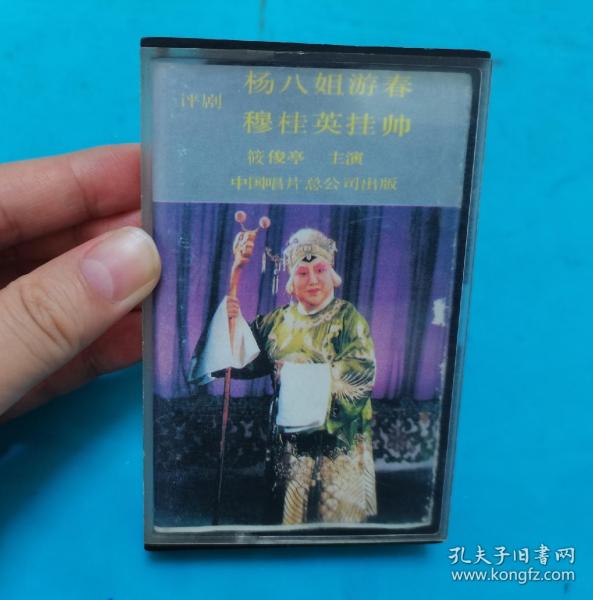 杨八姐游春
评剧
穆桂英挂帅
筱俊亭 主演
中国唱片总公司出版
孔夫子旧書网
www.kongfz.com